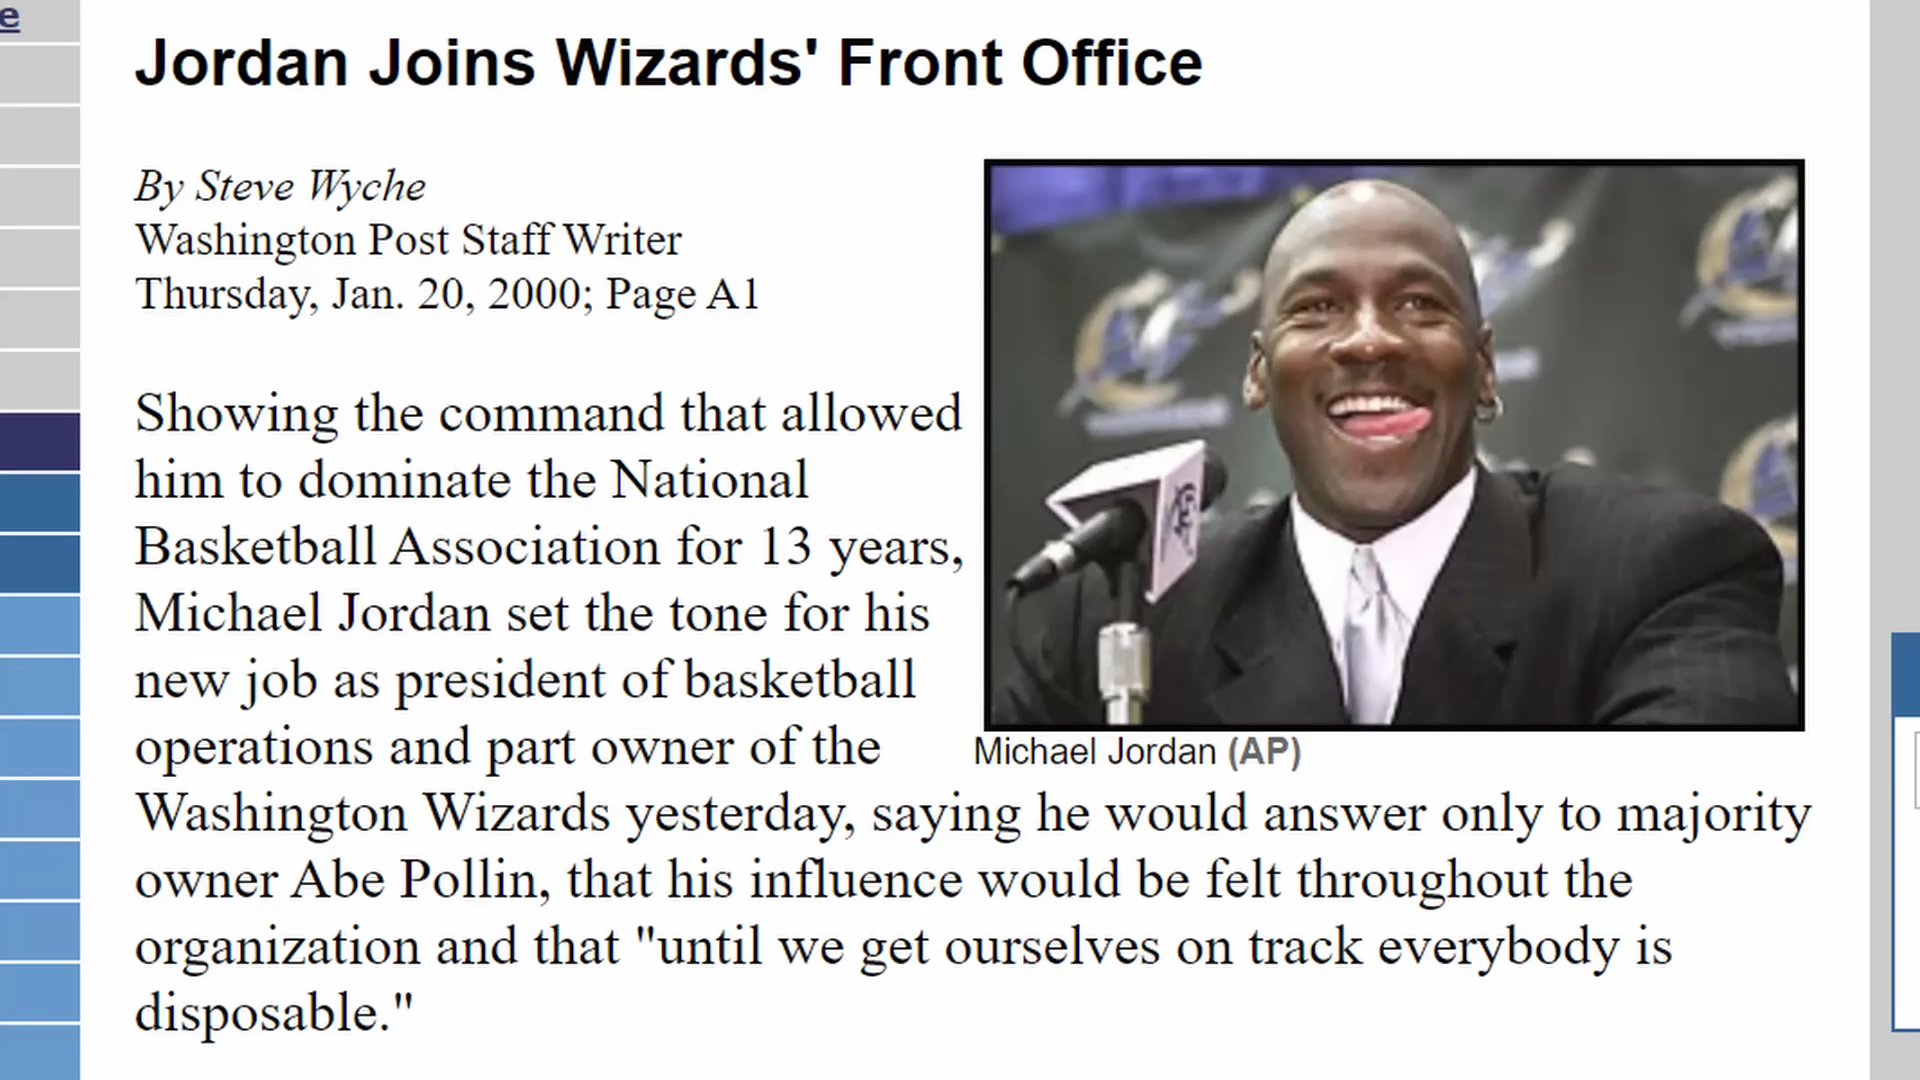 e
Jordan Joins Wizards' Front Office
By Steve Wyche
Washington Post Staff Writer
Thursday, Jan. 20, 2000; Page A1
Showing the command that allowed
him to dominate the National
Basketball Association for 13 years,
Michael Jordan set the tone for his
new job as president of basketball
operations and part owner of the
Michael Jordan (AP)
Washington Wizards yesterday, saying he would answer only to majority
owner Abe Pollin, that his influence would be felt throughout the
organization and that "until we get ourselves on track everybody is
disposable."